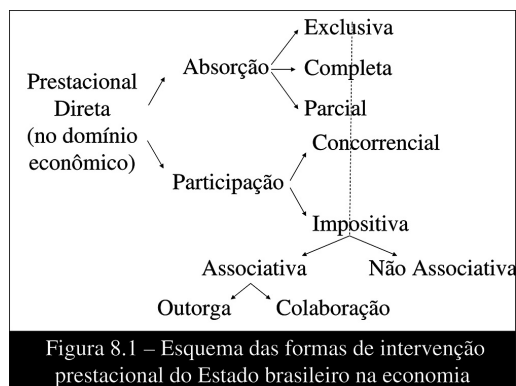 Exclusiva
Absorção
Completa
Prestacional
Direta
(no domínio
econômico)
Parcial
Concorrencial
Participação
Impositiva
Associativa
Não Associativa
Outorga
Colaboração
Figura 8.1 – Esquema das formas de intervenção
prestacional do Estado brasileiro na economia